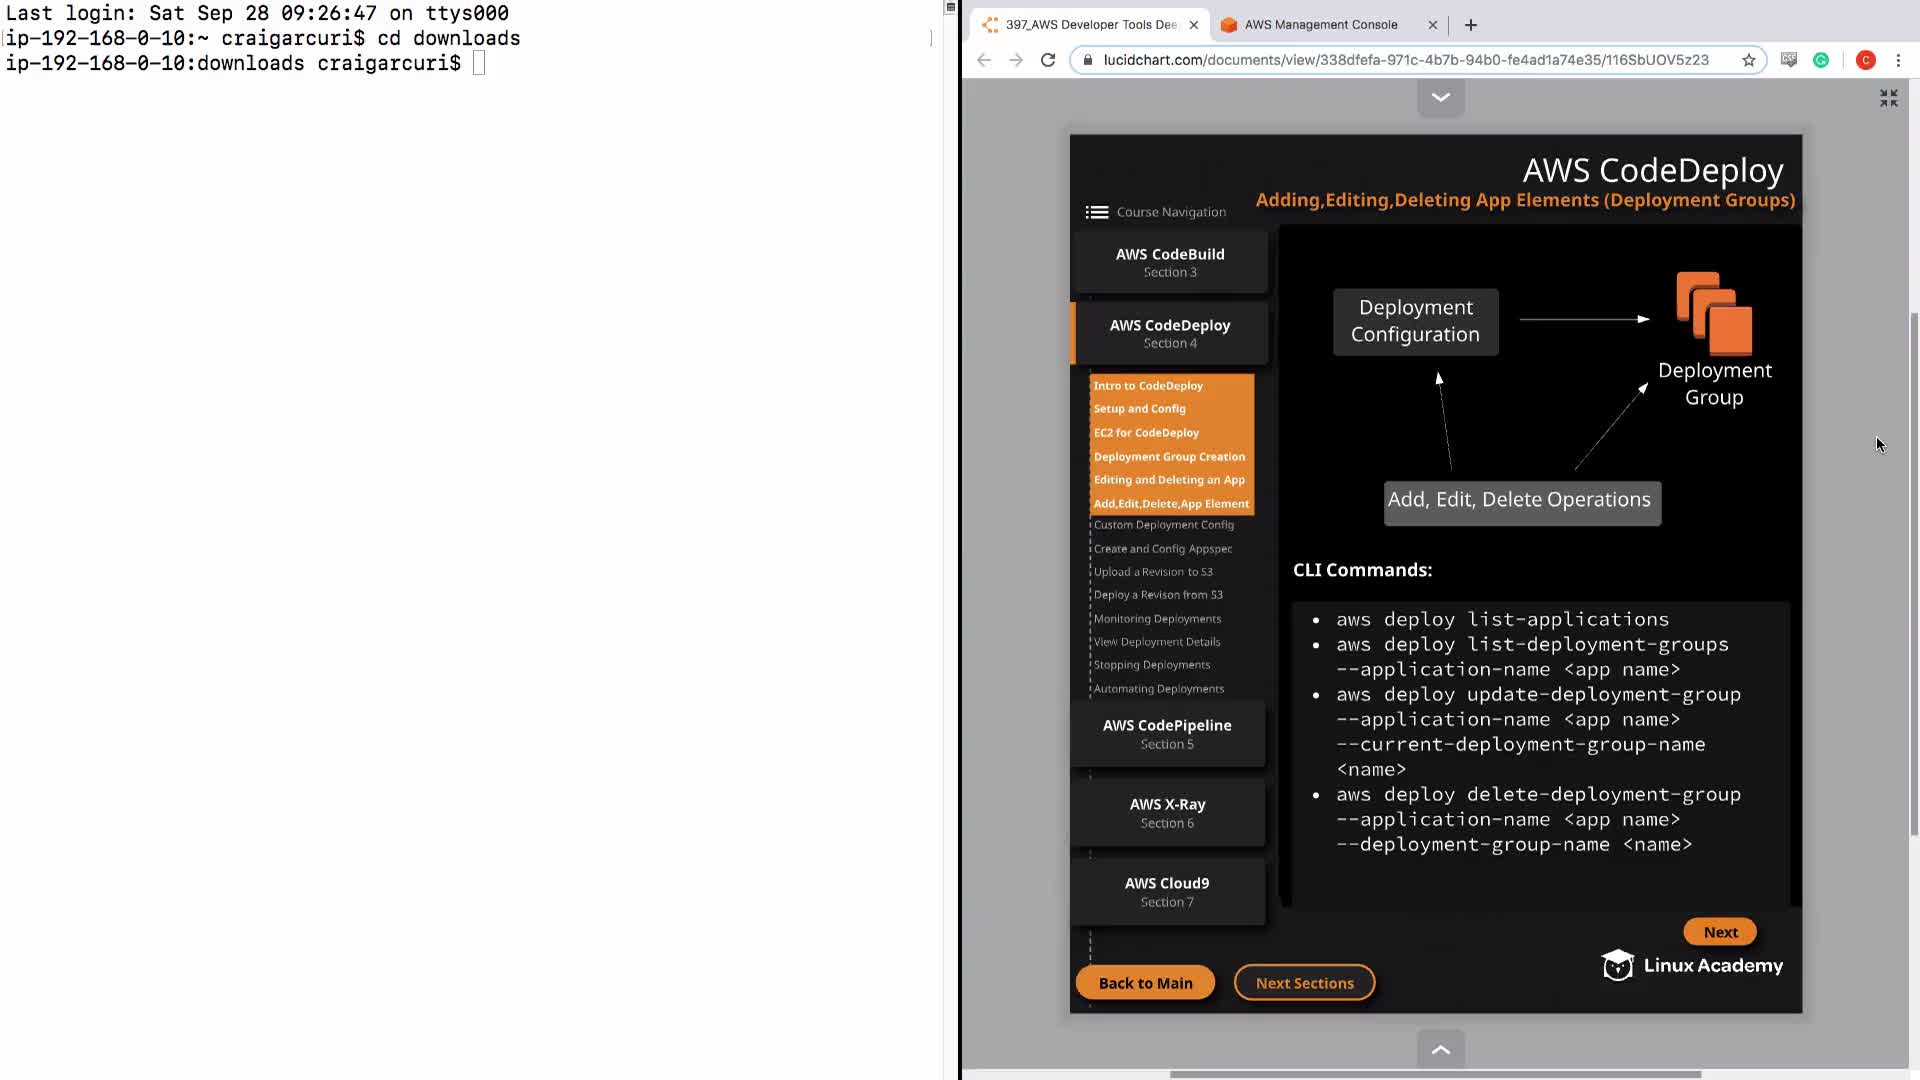 Last login: Sat Sep 28 09:26:47 on ttys000
ip-192-168-0-10:~ craigarcuri$ cd downloads
ip-192-168-0-10:downloads craigarcuri$
397_AWS Developer Tools Dee
AWS Management Console
lucidchart.com/documents/view/338dfefa-971c-4b7b-94b0-fe4ad1a74e35/116SbUOV5z23
C
AWS CodeDeploy
Adding,Editing,Deleting App Elements (Deployment Groups)
Course Navigation
AWS CodeBuild
Section 3
AWS CodeDeploy
Section 4
Intro to CodeDeploy
Setup and Config
EC2 for CodeDeploy
Deployment Group Creation
Editing and Deleting an App
Add,Edit,Delete,App Element
Custom Deployment Config
Create and Config Appspec
Upload a Revision to S3
Deploy a Revison from S3
Monitoring Deployments
View Deployment Details
Stopping Deployments
Automating Deployments
AWS CodePipeline
Section 5
AWS X-Ray
Section 6
AWS Cloud9
Section 7
Deployment
Configuration
Deployment
Group
Add, Edit, Delete Operations
CLI Commands:
• aws deploy list-applications
• aws deploy list-deployment-groups
--application-name <app name>
• aws deploy update-deployment-group
--application-name <app name>
--current-deployment-group-name
<name>
• aws deploy delete-deployment-group
--application-name <app name>
--deployment-group-name <name>
Next
Linux Academy
Back to Main
Next Sections